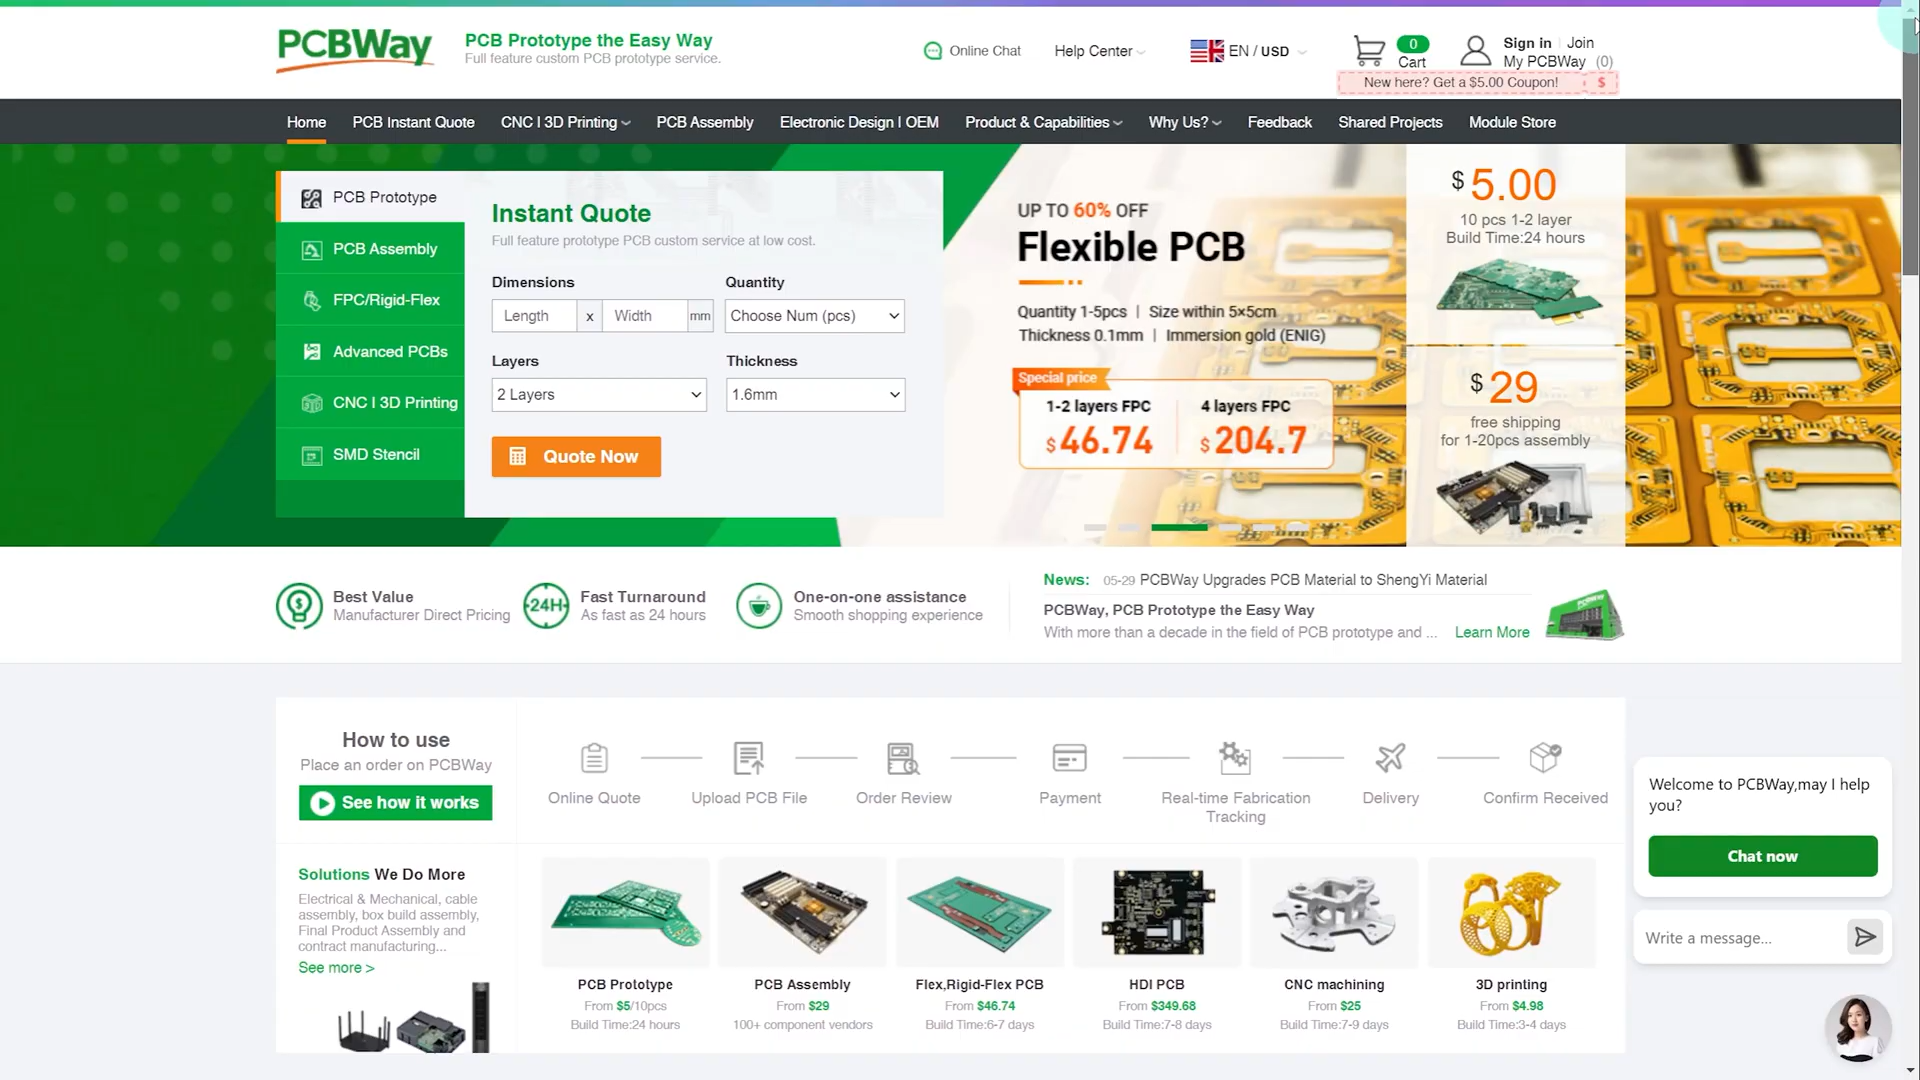 PCBWay
PCB Prototype the Easy Way
Full feature custom PCB prototype service.
Online Chat
Help Center
EN / USD
0
Cart
Sign in | Join
My PCBWay (0)
New here? Get a $5.00 Coupon! $
Home
PCB Instant Quote
CNC | 3D Printing
PCB Assembly
Electronic Design | OEM
Product & Capabilities
Why Us?
Feedback
Shared Projects
Module Store
PCB Prototype
PCB Assembly
FPC/Rigid-Flex
Advanced PCBs
CNC | 3D Printing
SMD Stencil
Instant Quote
Full feature prototype PCB custom service at low cost.
Dimensions
Quantity
Length x Width mm
Choose Num (pcs)
Layers
Thickness
2 Layers
1.6mm
Quote Now
UP TO 60% OFF
Flexible PCB
Quantity 1-5pcs | Size within 5×5cm
Thickness 0.1mm | Immersion gold (ENIG)
Special price
1-2 layers FPC
$46.74
4 layers FPC
$204.7
$5.00
10 pcs 1-2 layer
Build Time:24 hours
$29
free shipping
for 1-20pcs assembly
Best Value
Manufacturer Direct Pricing
24H
Fast Turnaround
As fast as 24 hours
One-on-one assistance
Smooth shopping experience
News: 05-29 PCBWay Upgrades PCB Material to ShengYi Material
PCBWay, PCB Prototype the Easy Way
With more than a decade in the field of PCB prototype and ... Learn More
How to use
Place an order on PCBWay
See how it works
Online Quote
Upload PCB File
Order Review
Payment
Real-time Fabrication
Tracking
Delivery
Confirm Received
Solutions We Do More
Electrical & Mechanical, cable
assembly, box build assembly,
Final Product Assembly and
contract manufacturing...
See more >
PCB Prototype
From $5/10pcs
Build Time:24 hours
PCB Assembly
From $29
100+ component vendors
Flex,Rigid-Flex PCB
From $46.74
Build Time:6-7 days
HDI PCB
From $349.68
Build Time:7-8 days
CNC machining
From $25
Build Time:7-9 days
3D printing
From $4.98
Build Time:3-4 days
Welcome to PCBWay,may I help
you?
Chat now
Write a message...